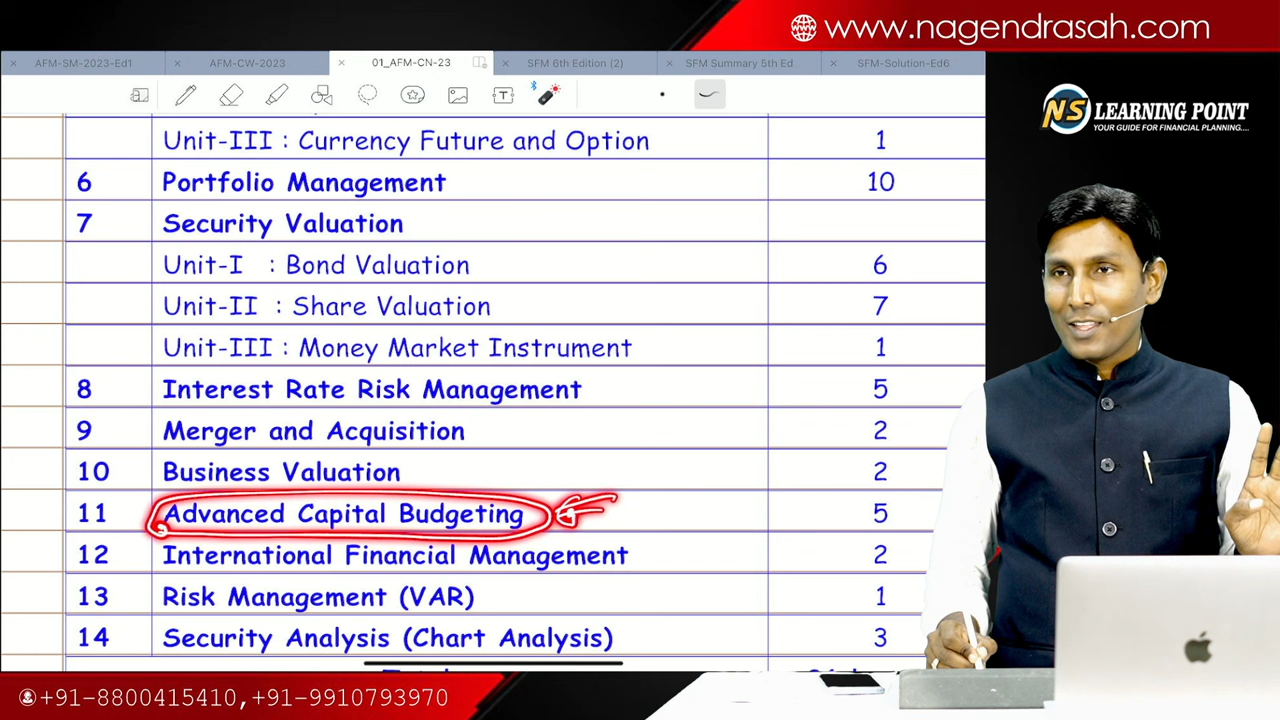 www.nagendrasah.com
AFM-SM-2023-Ed1 AFM-CW-2023 01_AFM-CN-23 SFM 6th Edition (2) SFM Summary 5th Ed SFM-Solution-Ed6
NS LEARNING POINT
YOUR GUIDE FOR FINANCIAL PLANNING....
Unit-III : Currency Future and Option 1
6 Portfolio Management 10
7 Security Valuation
Unit-I : Bond Valuation 6
Unit-II : Share Valuation 7
Unit-III : Money Market Instrument 1
8 Interest Rate Risk Management 5
9 Merger and Acquisition 2
10 Business Valuation 2
11 Advanced Capital Budgeting 5
12 International Financial Management 2
13 Risk Management (VAR) 1
14 Security Analysis (Chart Analysis) 3
+91-8800415410,+91-9910793970